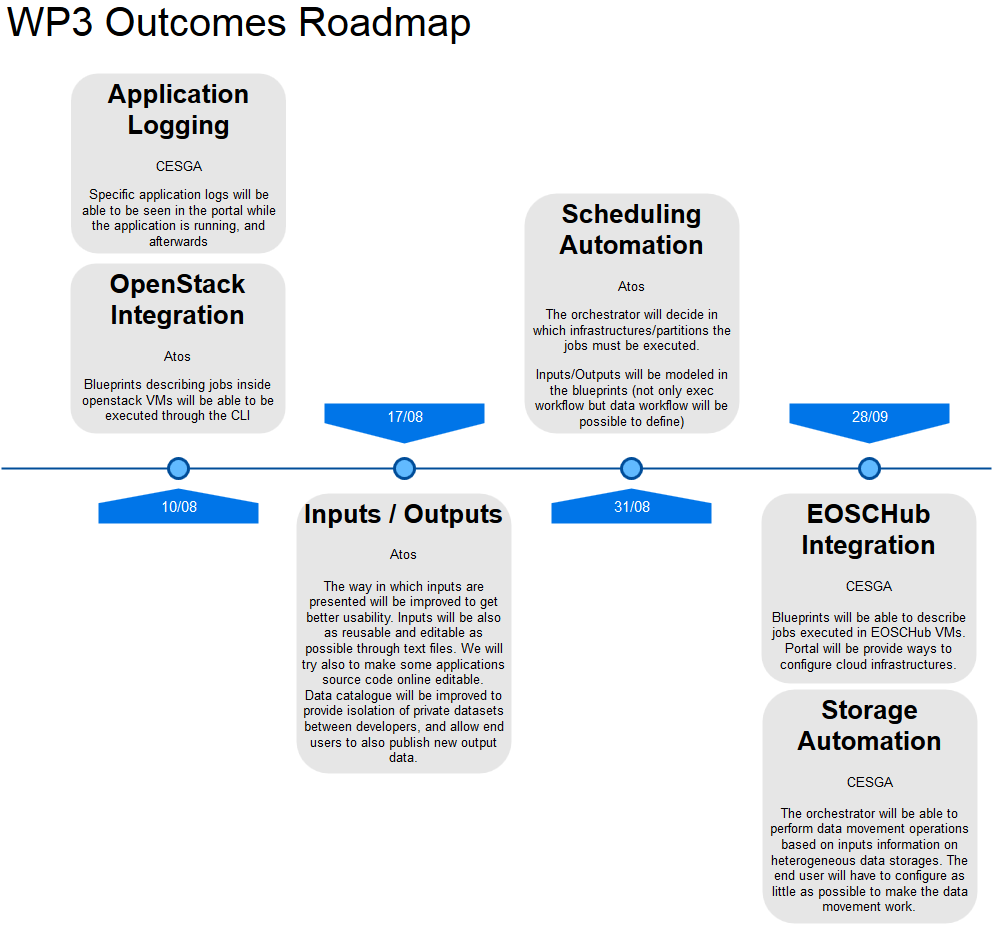 WP3 Outcomes Roadmap
Application
Logging
CESGA
Specific application logs will be
able to be seen in the portal while
the application is running, and
afterwards
OpenStack
Integration
Atos
Blueprints describing jobs inside
openstack VMs will be able to be
executed through the CLI
10/08
17/08
Inputs / Outputs
Atos
The way in which inputs are
presented will be improved to get
better usability. Inputs will be also
as reusable and editable as
possible through text files. We will
try also to make some applications
source code online editable.
Data catalogue will be improved to
provide isolation of private datasets
between developers, and allow end
users to also publish new output
data.
Scheduling
Automation
Atos
The orchestrator will decide in
which infrastructures/partitions the
jobs must be executed.
Inputs/Outputs will be modeled in
the blueprints (not only exec
workflow but data workflow will be
possible to define)
31/08
28/09
EOSCHub
Integration
CESGA
Blueprints will be able to describe
jobs executed in EOSCHub VMs.
Portal will be provide ways to
configure cloud infrastructures.
Storage
Automation
CESGA
The orchestrator will be able to
perform data movement operations
based on inputs information on
heterogeneous data storages. The
end user will have to configure as
little as possible to make the data
movement work.